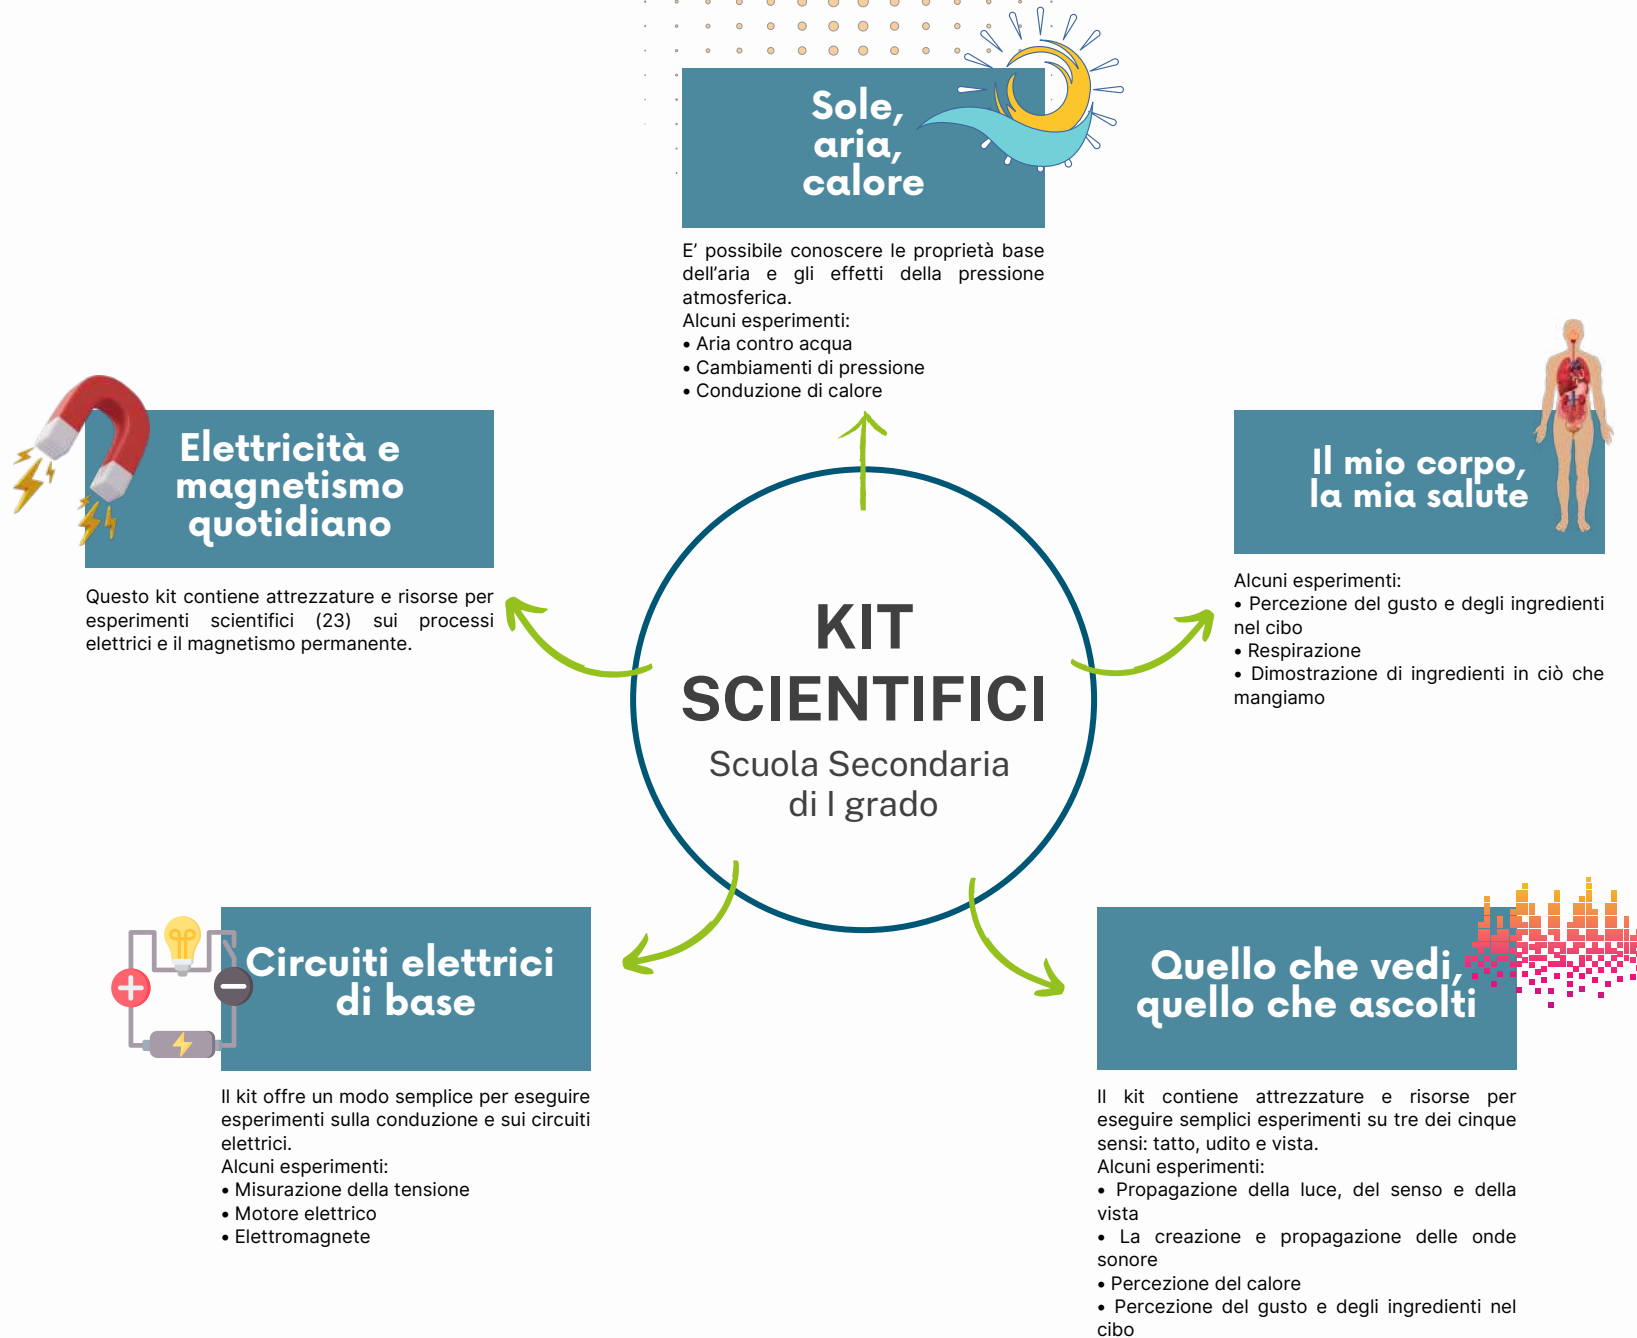 Sole,
aria,
calore
E' possibile conoscere le proprietà base
dell'aria e gli effetti della pressione
atmosferica.
Alcuni esperimenti:
• Aria contro acqua
• Cambiamenti di pressione
• Conduzione di calore
Elettricità e
magnetismo
quotidiano
Questo kit contiene attrezzature e risorse per
esperimenti scientifici (23) sui processi
elettrici e il magnetismo permanente.
Il mio corpo,
la mia salute
Alcuni esperimenti:
• Percezione del gusto e degli ingredienti
nel cibo
• Respirazione
• Dimostrazione di ingredienti in ciò che
mangiamo
KIT
SCIENTIFICI
Scuola Secondaria
di I grado
Circuiti elettrici
di base
Il kit offre un modo semplice per eseguire
esperimenti sulla conduzione e sui circuiti
elettrici.
Alcuni esperimenti:
• Misurazione della tensione
• Motore elettrico
• Elettromagnete
Quello che vedi,
quello che ascolti
Il kit contiene attrezzature e risorse per
eseguire semplici esperimenti su tre dei cinque
sensi: tatto, udito e vista.
Alcuni esperimenti:
• Propagazione della luce, del senso e della
vista
• La creazione e propagazione delle onde
sonore
• Percezione del calore
• Percezione del gusto e degli ingredienti nel
cibo